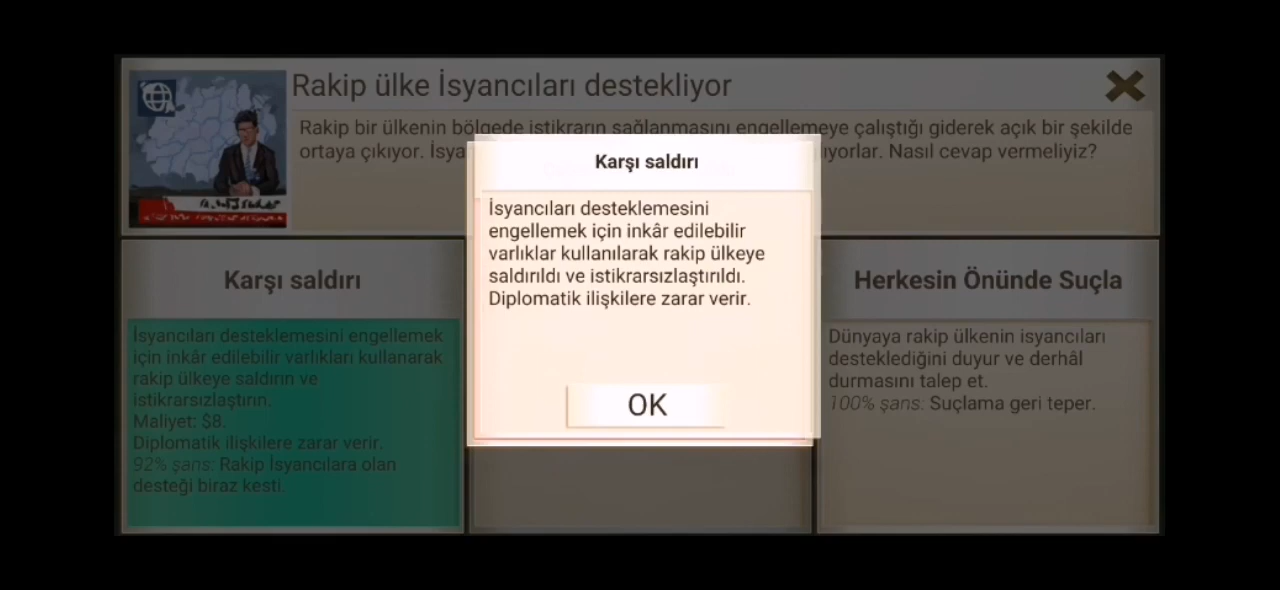 Rakip ülke İsyancıları destekliyor
Rakip bir ülkenin bölgede istikrarın sağlanmasını engellemeye çalıştığı giderek açık bir şekilde
ortaya çıkıyor. Nasıl cevap vermeliyiz?
Karşı saldırı
İsyancıları desteklemesini
engellemek için inkâr edilebilir
varlıklar kullanılarak rakip ülkeye
saldırıldı ve istikrarsızlaştırıldı.
Diplomatik ilişkilere zarar verir.
OK
Karşı saldırı
İsyancıları desteklemesini engellemek
için inkâr edilebilir varlıkları kullanarak
rakip ülkeye saldırın ve
istikrarsızlaştırın.
Maliyet: $8.
Diplomatik ilişkilere zarar verir.
92% şans: Rakip İsyancılara olan
desteği biraz kesti.
Herkesin Önünde Suçla
Dünyaya rakip ülkenin isyancıları
desteklediğini duyur ve derhâl
durmasını talep et.
100% şans: Suçlama geri teper.